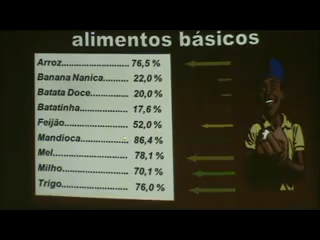 alimentos básicos
Arroz........................ 76,5 %
Banana Nanica.......... 22,0 %
Batata Doce............. 20,0 %
Batatinha.................. 17,6 %
Feijão....................... 52,0 %
Mandioca................. 86,4 %
Mel........................... 78,1 %
Milho........................ 70,1 %
Trigo........................ 76,0 %